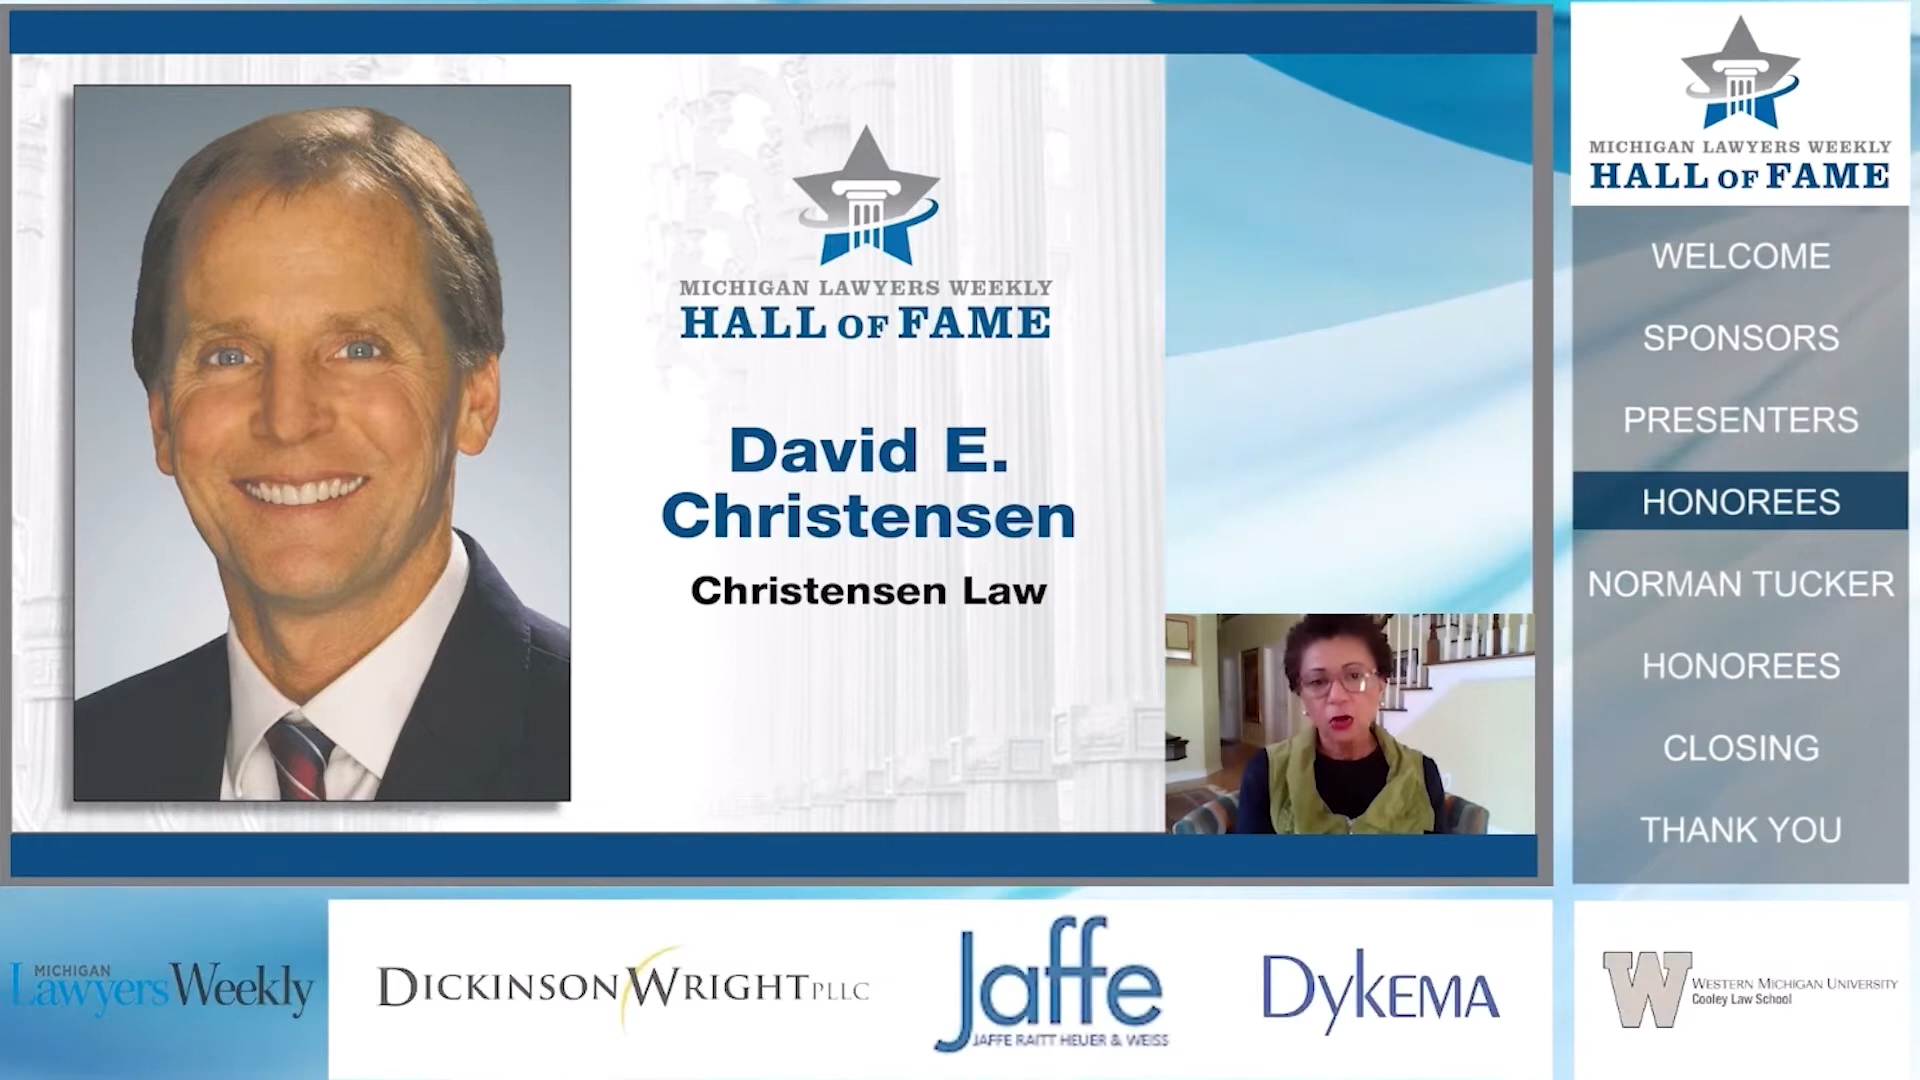 MICHIGAN LAWYERS WEEKLY
HALL OF FAME
David E.
Christensen
Christensen Law
MICHIGAN LAWYERS WEEKLY
HALL OF FAME
WELCOME
SPONSORS
PRESENTERS
HONOREES
NORMAN TUCKER
HONOREES
CLOSING
THANK YOU
MICHIGAN
Lawyers Weekly
DICKINSON WRIGHT PLLC
Jaffe
JAFFE RAITT HEUER & WEISS
DYKEMA
W
WESTERN MICHIGAN UNIVERSITY
Cooley Law School